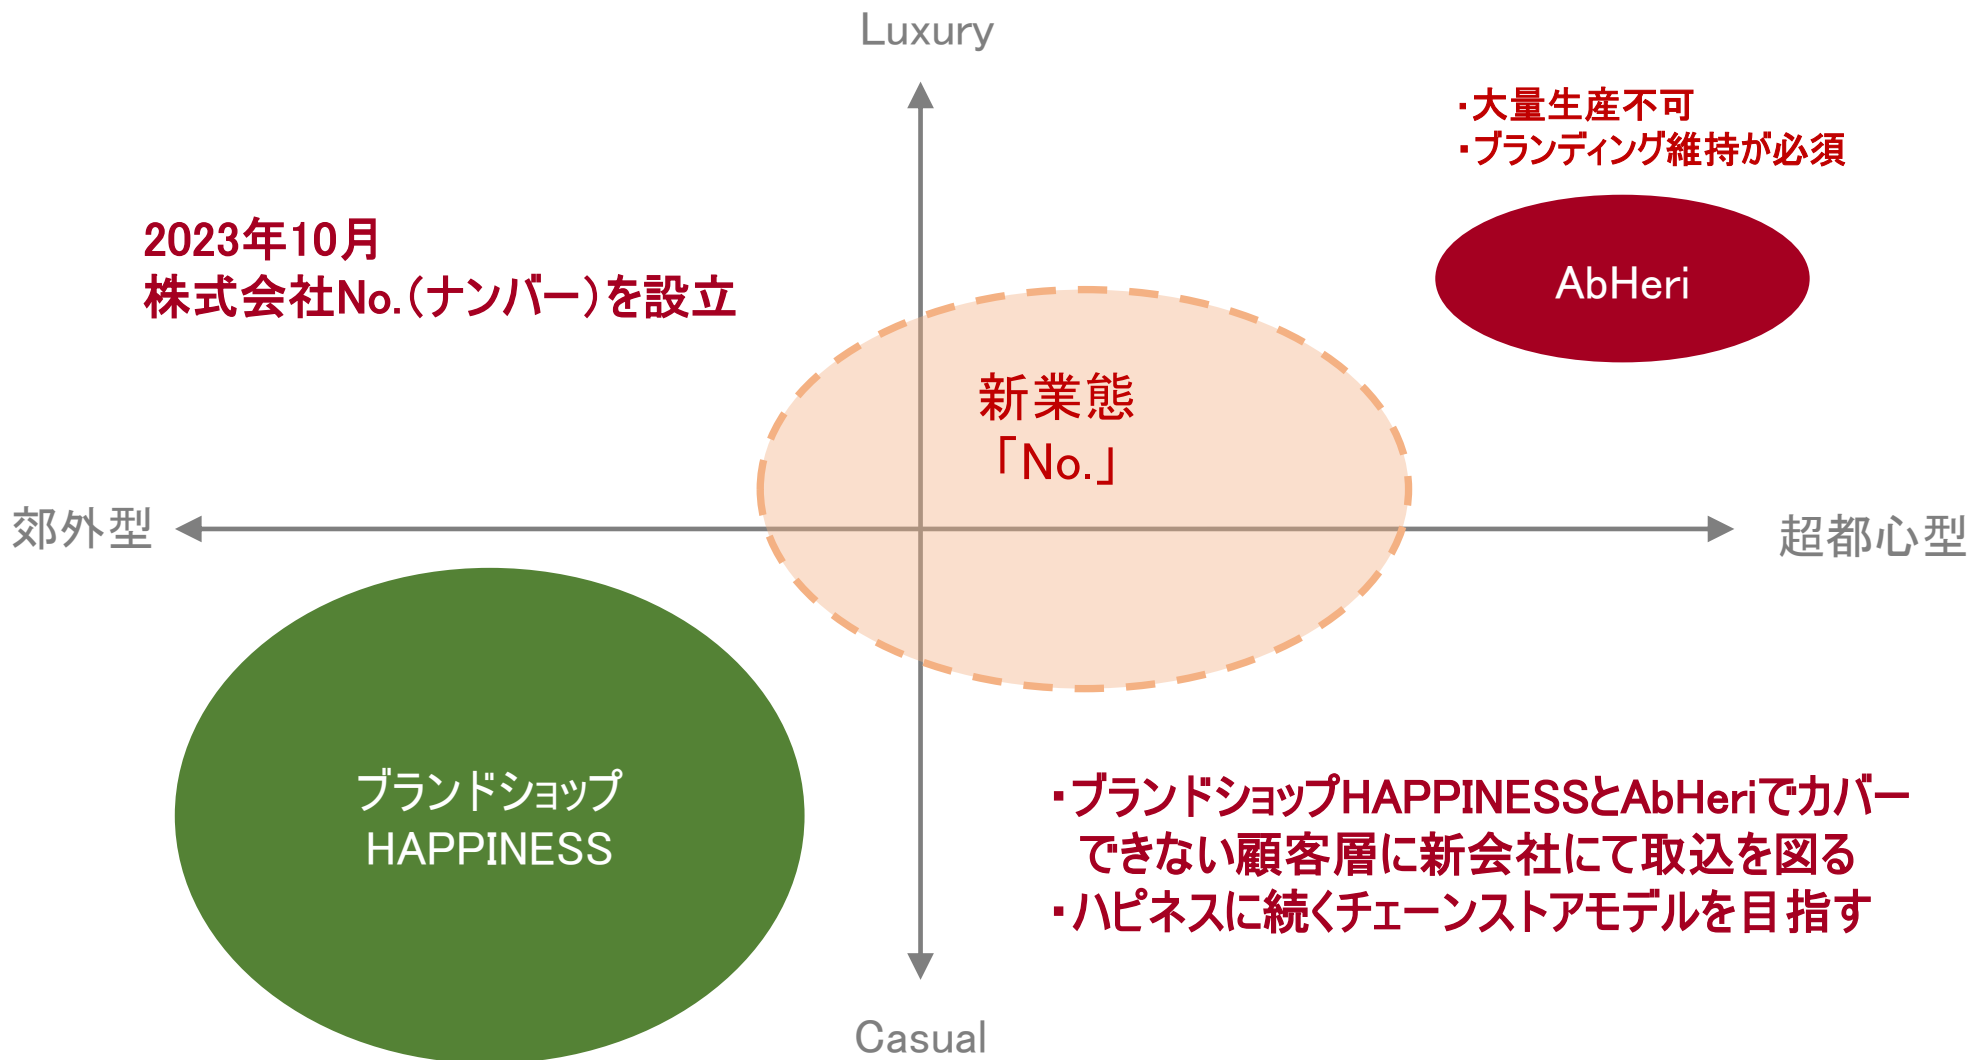 Luxury
・大量生産不可
・ブランディング維持が必須
2023年10月
株式会社No.（ナンバー）を設立
AbHeri
新業態
「No.」
郊外型
超都心型
ブランドショップ
HAPPINESS
・ブランドショップHAPPINESSとAbHeriでカバー
できない顧客層に新会社にて取込を図る
・ハピネスに続くチェーンストアモデルを目指す
Casual